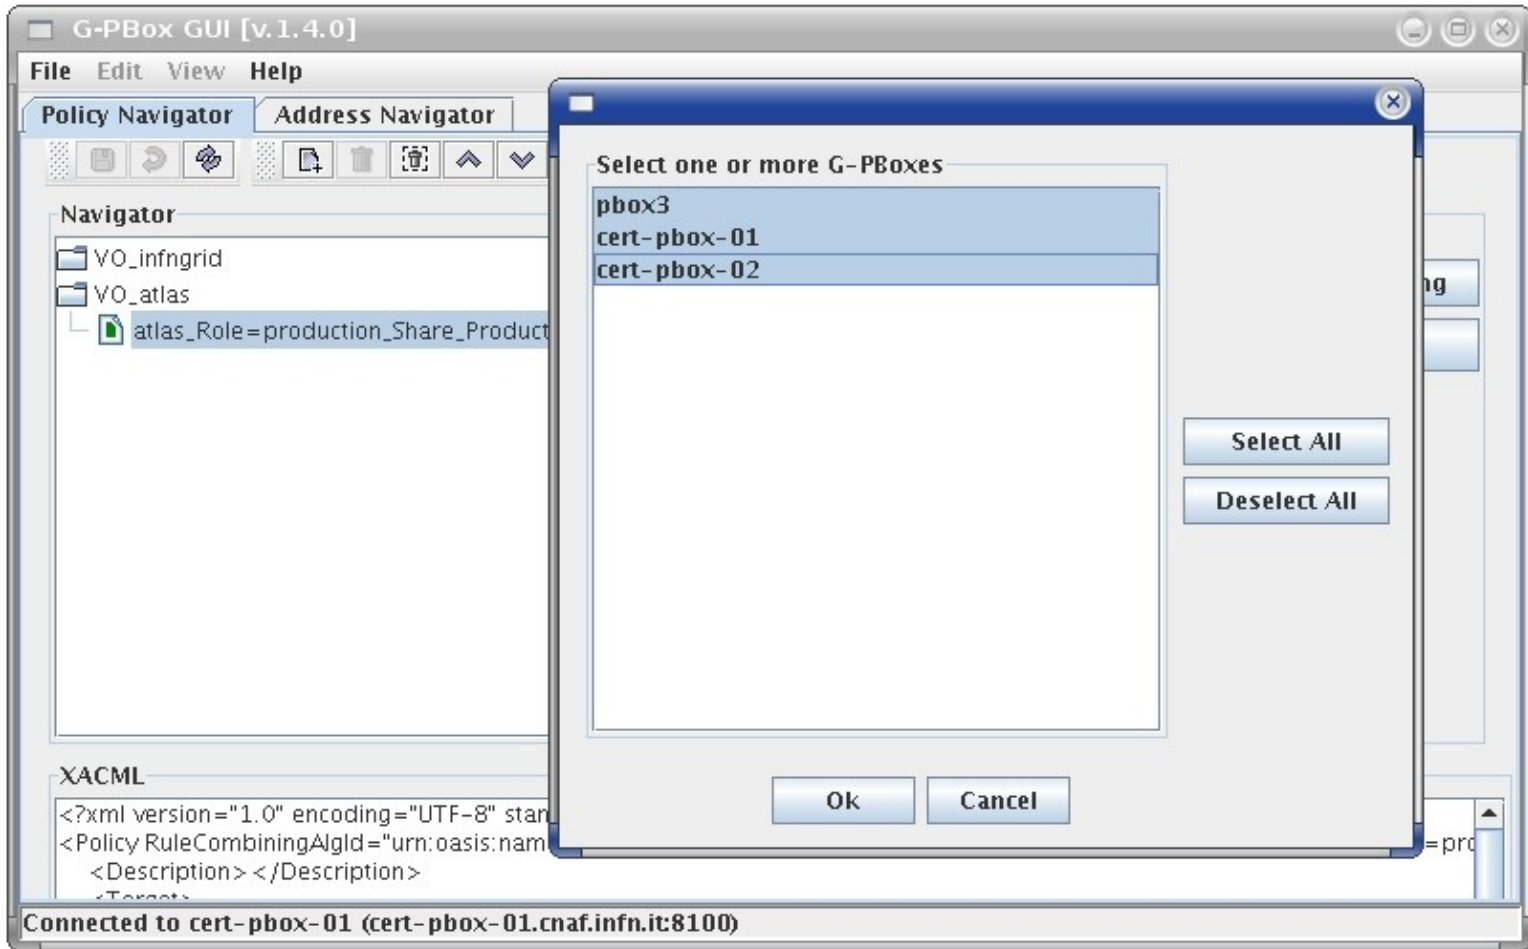 G-PBox GUI [v.1.4.0]
File Edit View Help
Policy Navigator Address Navigator
Navigator
VO_infngrid
VO_atlas
atlas_Role=production_Share_Product
Select one or more G-PBoxes
pbox3
cert-pbox-01
cert-pbox-02
ng
Select All
Deselect All
Ok Cancel
XACML
<?xml version="1.0" encoding="UTF-8" stan
<Policy RuleCombiningAlgId="urn:oasis:nam =pro
<Description></Description>
<Target>
Connected to cert-pbox-01 (cert-pbox-01.cnaf.infn.it:8100)